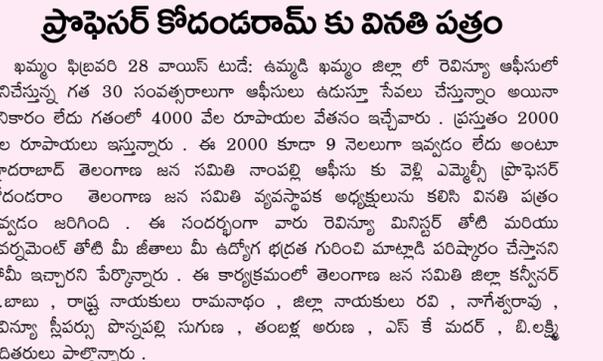 ప్రొఫెసర్ కోదండరామ్ కు వినతి పత్రం
ఖమ్మం ఫిబ్రవరి 28 వాయిస్ టుడే: ఉమ్మడి ఖమ్మం జిల్లా లో రెవిన్యూ ఆఫీసులో
నిచేస్తున్న గత 30 సంవత్సరాలుగా ఆఫీసులు ఉడుస్తూ సేవలు చేస్తున్నాం అయినా
నికారం లేదు గతంలో 4000 వేల రూపాయల వేతనం ఇచ్చేవారు . ప్రస్తుతం 2000
ల రూపాయలు ఇస్తున్నారు . ఈ 2000 కూడా 9 నెలలుగా ఇవ్వడం లేదు అంటూ
దరాబాద్ తెలంగాణ జన సమితి నాంపల్లి ఆఫీసు కు వెళ్లి ఎమ్మెల్సీ ప్రొఫెసర్
దండరాం తెలంగాణ జన సమితి వ్యవస్థాపక అధ్యక్షులును కలిసి వినతి పత్రం
వ్వడం జరిగింది . ఈ సందర్భంగా వారు రెవిన్యూ మినిస్టర్ తోటి మరియు
వర్నమెంట్ తోటి మీ జీతాలు మీ ఉద్యోగ భద్రత గురించి మాట్లాడి పరిష్కారం చేస్తానని
మీ ఇచ్చారని పేర్కొన్నారు . ఈ కార్యక్రమంలో తెలంగాణ జన సమితి జిల్లా కన్వీనర్
.బాబు , రాష్ట్ర నాయకులు రామనాథం , జిల్లా నాయకులు రవి , నాగేశ్వరావు ,
విన్యూ స్లీపర్సు పొన్నపల్లి సుగుణ , తంబళ్ల అరుణ , ఎస్ కే మదర్ , బి.లక్ష్మి
దితరులు పాల్గొన్నారు .